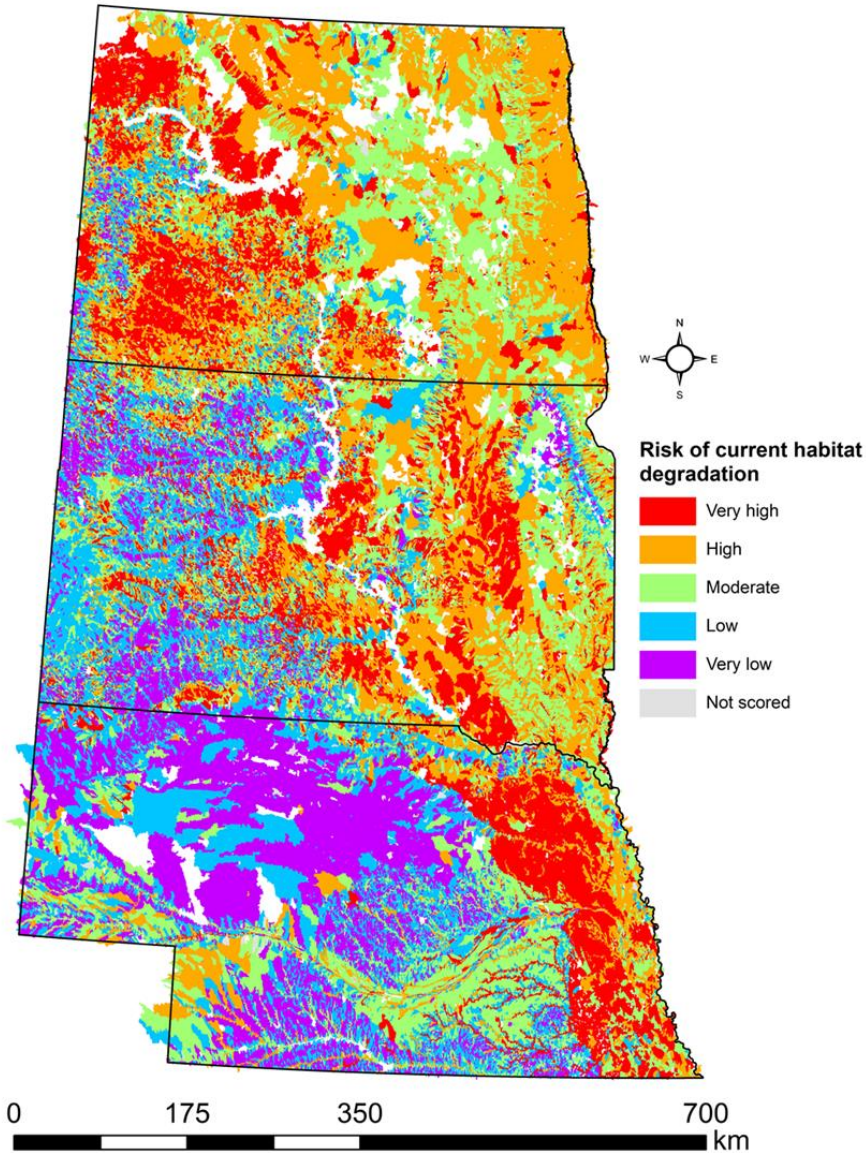 N
W E
S
Risk of current habitat
degradation
Very high
High
Moderate
Low
Very low
Not scored
0 175 350 700
km